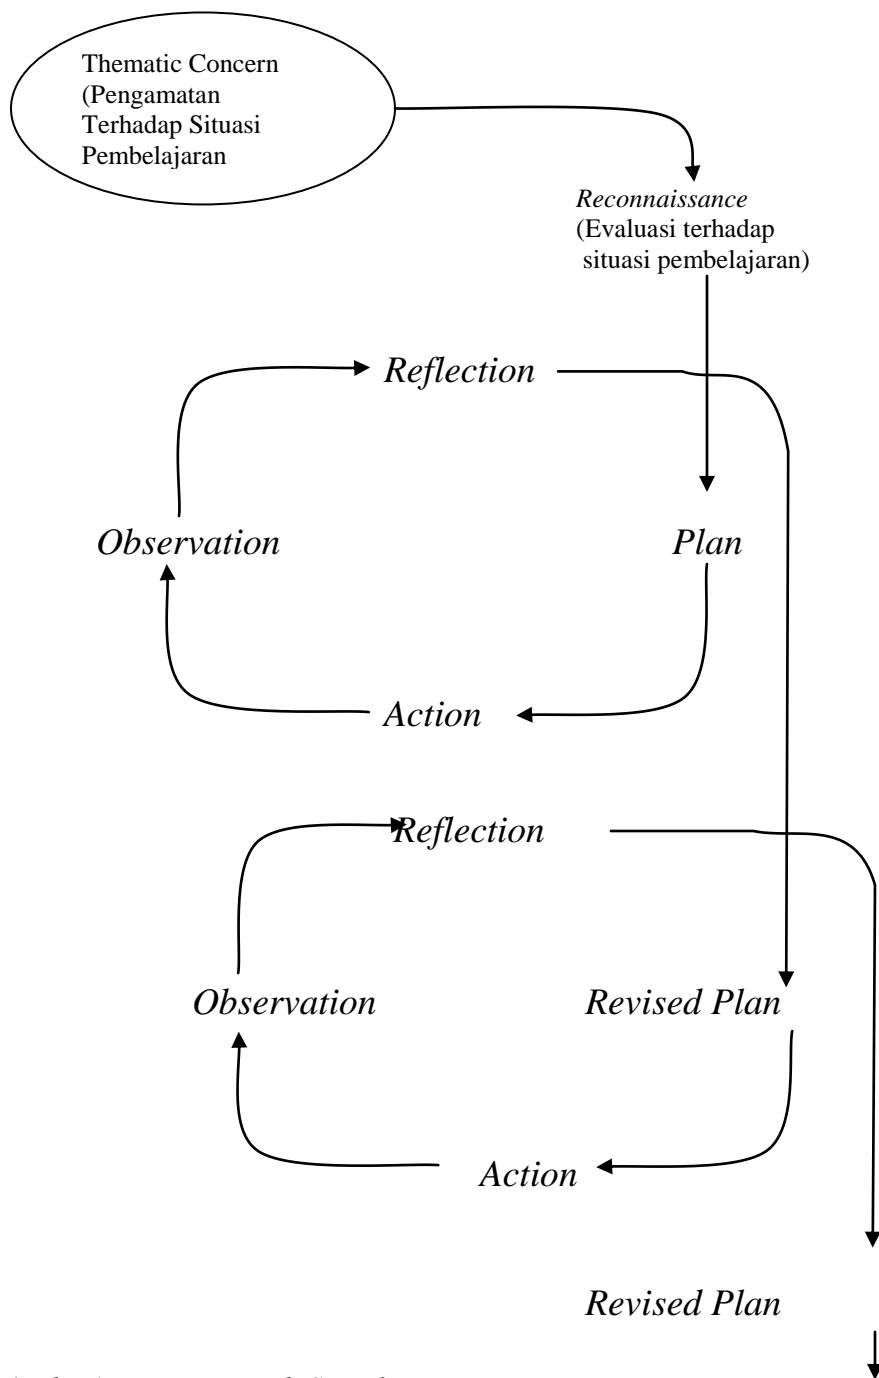 Thematic Concern
(Pengamatan
Terhadap Situasi
Pembelajaran
Reconnaissance
(Evaluasi terhadap
situasi pembelajaran)
Reflection
Observation
Plan
Action
Reflection
Observation
Revised Plan
Action
Revised Plan